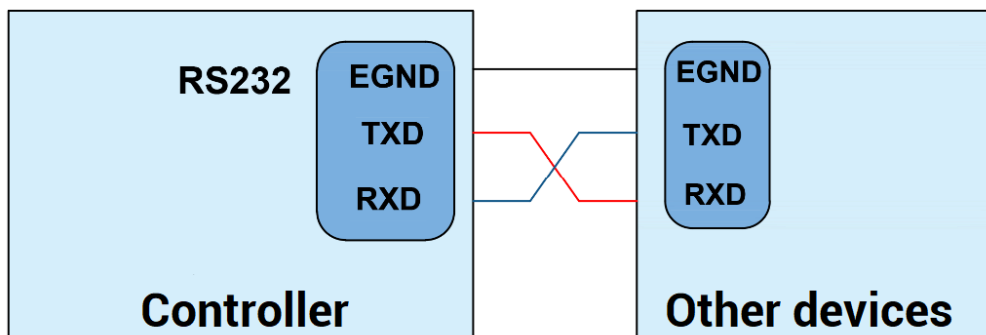 RS232
EGND
TXD
RXD
EGND
TXD
RXD
Controller
Other devices